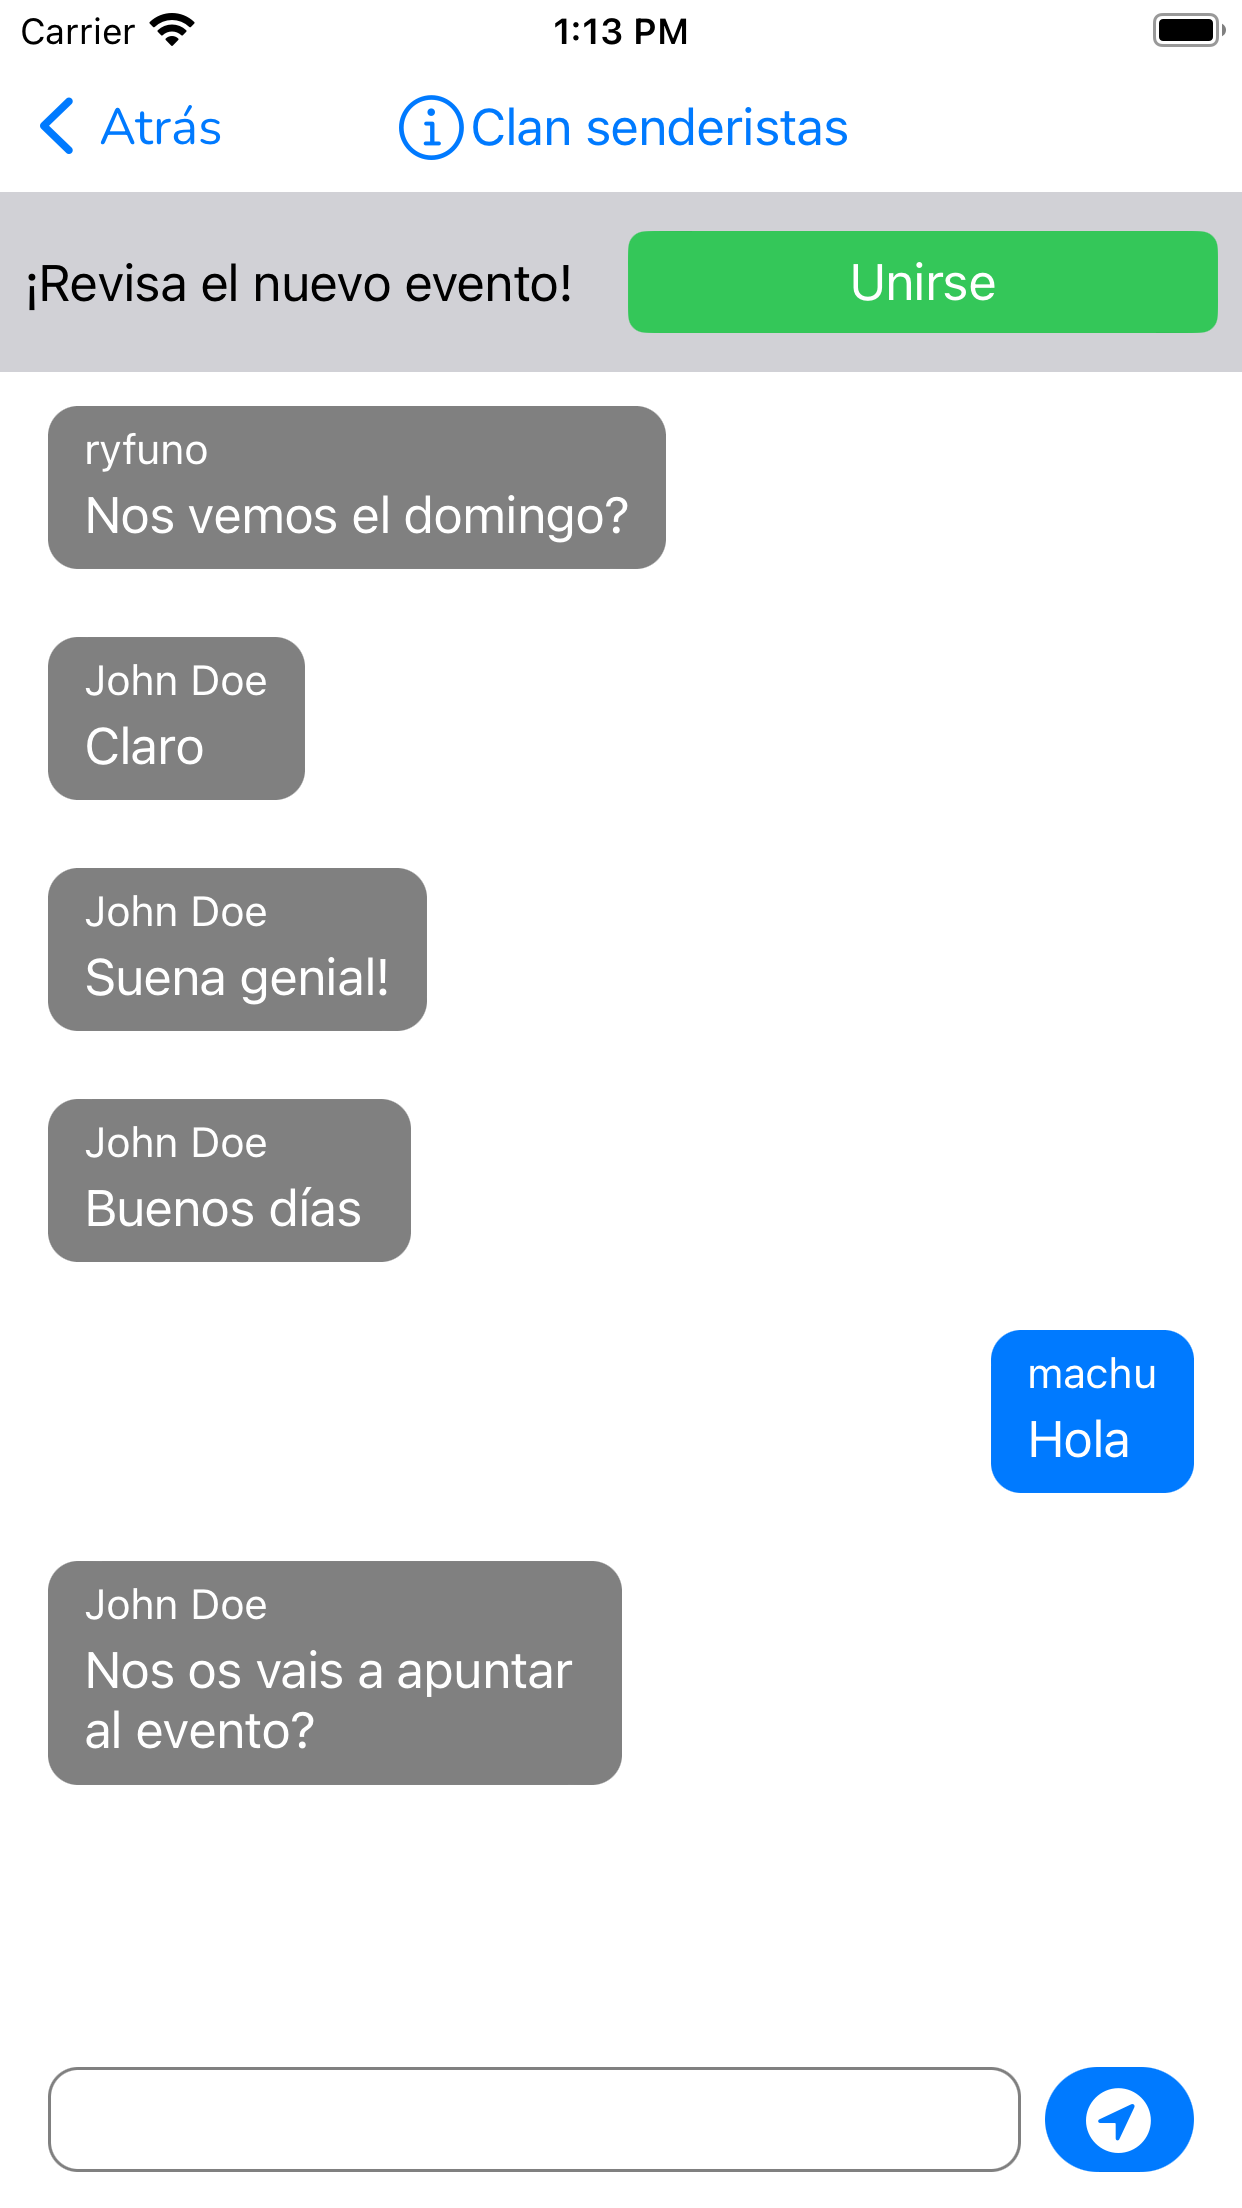 Carrier
1:13 PM
Atrás
Clan senderistas
¡Revisa el nuevo evento!
Unirse
ryfuno
Nos vemos el domingo?
John Doe
Claro
John Doe
Suena genial!
John Doe
Buenos días
machu
Hola
John Doe
Nos os vais a apuntar
al evento?